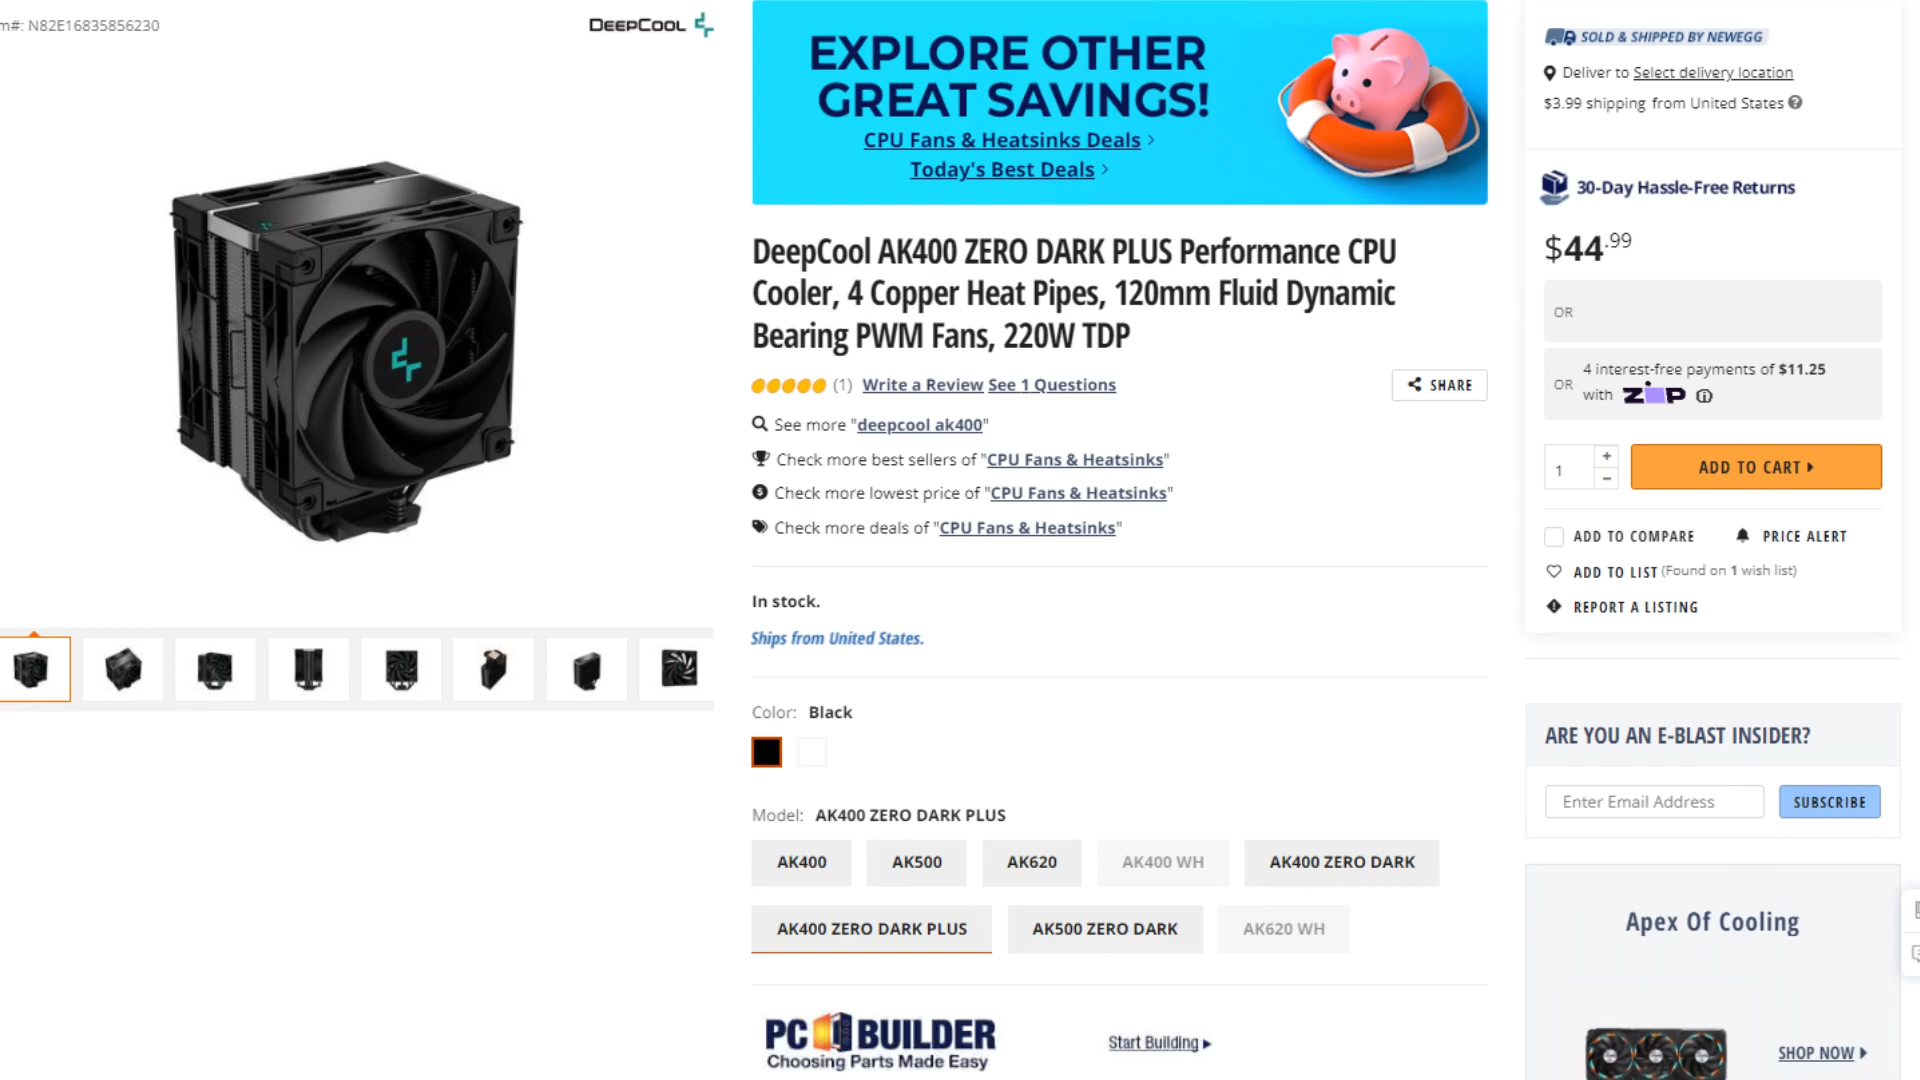 m#: N82E16835856230
DEEPCOOL
EXPLORE OTHER
GREAT SAVINGS!
CPU Fans & Heatsinks Deals
Today's Best Deals
DeepCool AK400 ZERO DARK PLUS Performance CPU
Cooler, 4 Copper Heat Pipes, 120mm Fluid Dynamic
Bearing PWM Fans, 220W TDP
(1) Write a Review See 1 Questions
SHARE
See more "deepcool ak400"
Check more best sellers of "CPU Fans & Heatsinks"
Check more lowest price of "CPU Fans & Heatsinks"
Check more deals of "CPU Fans & Heatsinks"
In stock.
Ships from United States.
Color: Black
Model: AK400 ZERO DARK PLUS
AK400 AK500 AK620 AK400 WH AK400 ZERO DARK
AK400 ZERO DARK PLUS AK500 ZERO DARK AK620 WH
PC BUILDER
Choosing Parts Made Easy
Start Building
SOLD & SHIPPED BY NEWEGG
Deliver to Select delivery location
$3.99 shipping from United States
30-Day Hassle-Free Returns
$44.99
OR
4 interest-free payments of $11.25
OR
with ZIP
1
+
-
ADD TO CART
ADD TO COMPARE
PRICE ALERT
ADD TO LIST (Found on 1 wish list)
REPORT A LISTING
ARE YOU AN E-BLAST INSIDER?
Enter Email Address
SUBSCRIBE
Apex Of Cooling
SHOP NOW